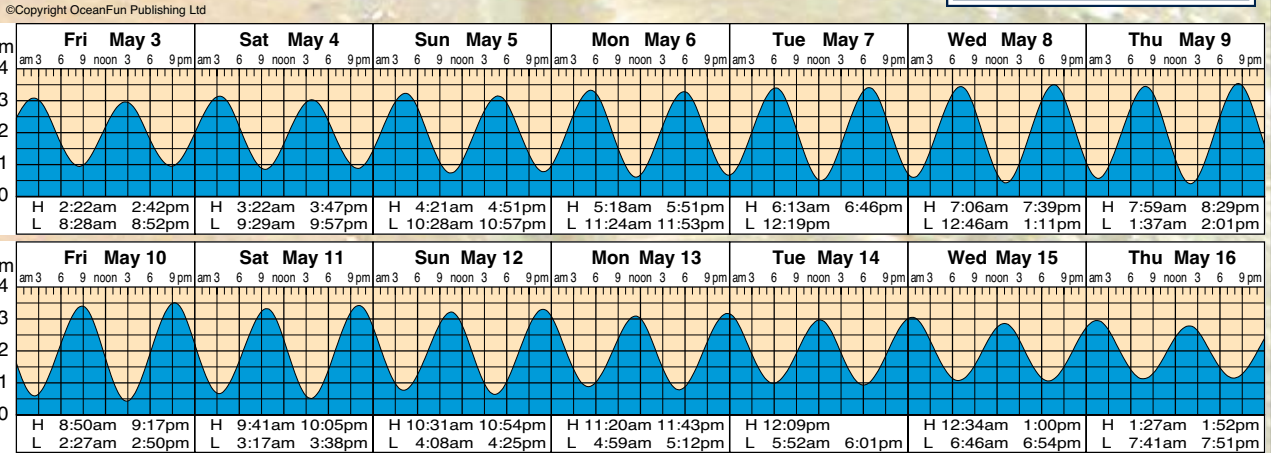 ©Copyright OceanFun Publishing Ltd
m Fri May 3 Sat May 4 Sun May 5 Mon May 6 Tue May 7 Wed May 8 Thu May 9
am 3 6 9 noon 3 6 9 pm am 3 6 9 noon 3 6 9 pm am 3 6 9 noon 3 6 9 pm am 3 6 9 noon 3 6 9 pm am 3 6 9 noon 3 6 9 pm am 3 6 9 noon 3 6 9 pm am 3 6 9 noon 3 6 9 pm
4
3
2
1
0
H 2:22am 2:42pm H 3:22am 3:47pm H 4:21am 4:51pm H 5:18am 5:51pm H 6:13am 6:46pm H 7:06am 7:39pm H 7:59am 8:29pm
L 8:28am 8:52pm L 9:29am 9:57pm L 10:28am 10:57pm L 11:24am 11:53pm L 12:19pm L 12:46am 1:11pm L 1:37am 2:01pm
m Fri May 10 Sat May 11 Sun May 12 Mon May 13 Tue May 14 Wed May 15 Thu May 16
am 3 6 9 noon 3 6 9 pm am 3 6 9 noon 3 6 9 pm am 3 6 9 noon 3 6 9 pm am 3 6 9 noon 3 6 9 pm am 3 6 9 noon 3 6 9 pm am 3 6 9 noon 3 6 9 pm am 3 6 9 noon 3 6 9 pm
4
3
2
1
0
H 8:50am 9:17pm H 9:41am 10:05pm H 10:31am 10:54pm H 11:20am 11:43pm H 12:09pm H 12:34am 1:00pm H 1:27am 1:52pm
L 2:27am 2:50pm L 3:17am 3:38pm L 4:08am 4:25pm L 4:59am 5:12pm L 5:52am 6:01pm L 6:46am 6:54pm L 7:41am 7:51pm